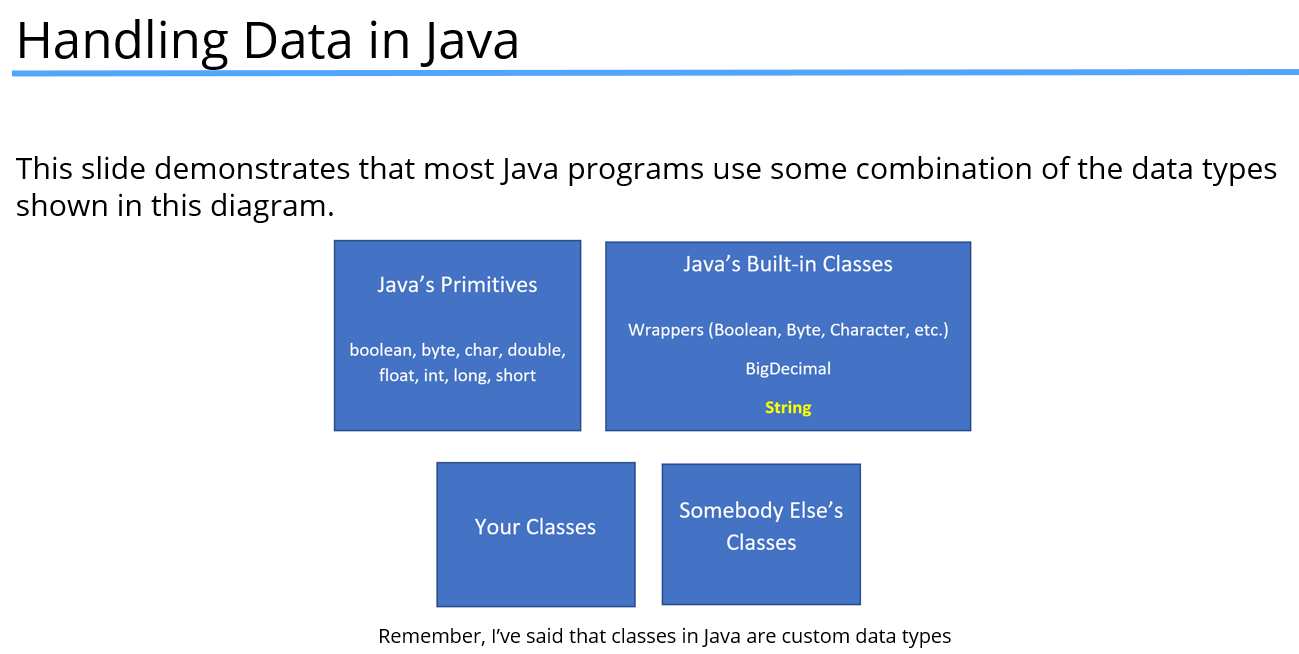 Handling Data in Java
This slide demonstrates that most Java programs use some combination of the data types
shown in this diagram.
Java’s Primitives
boolean, byte, char, double,
float, int, long, short
Java’s Built-in Classes
Wrappers (Boolean, Byte, Character, etc.)
BigDecimal
String
Your Classes
Somebody Else’s
Classes
Remember, I’ve said that classes in Java are custom data types